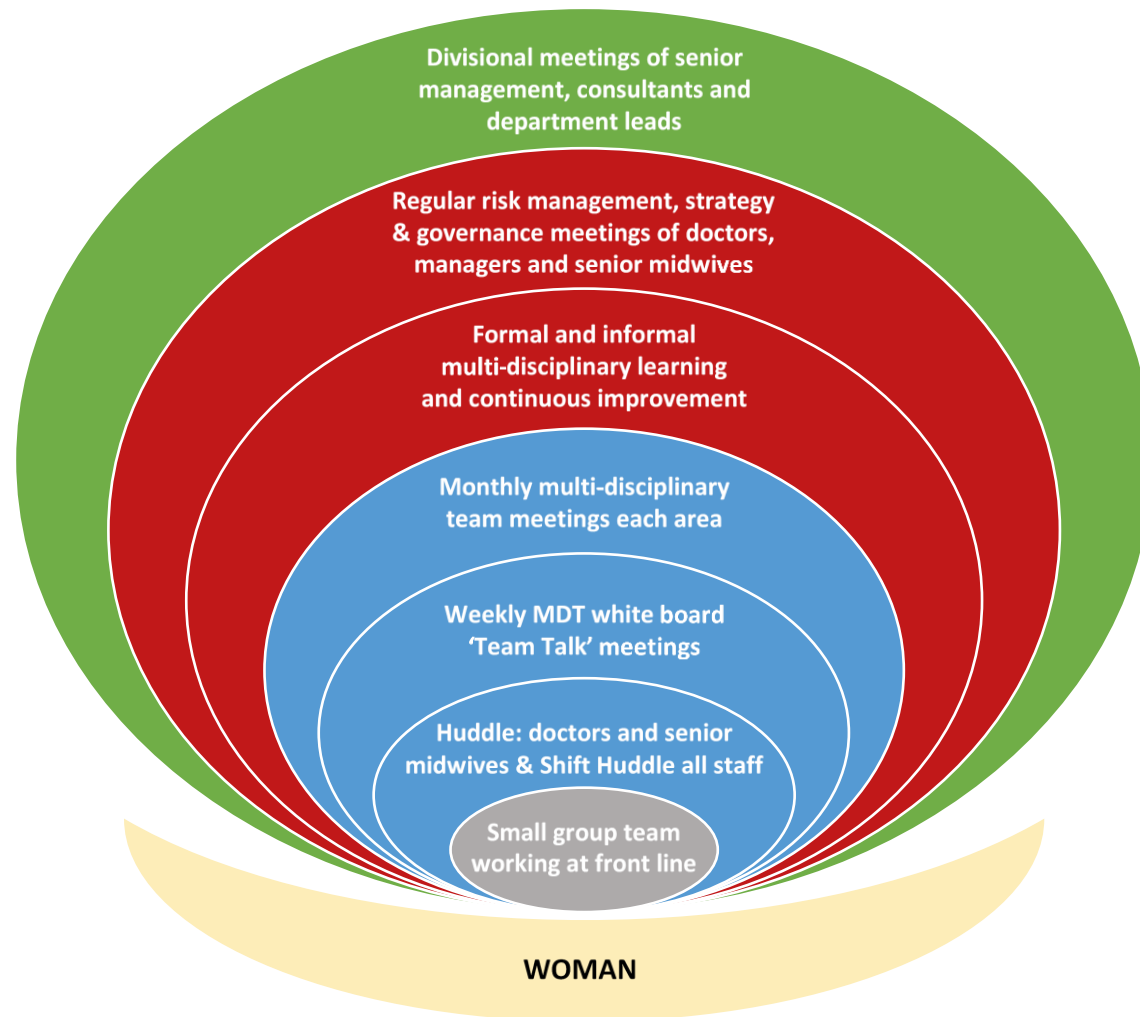 Divisional meetings of senior
management, consultants and
department leads
Regular risk management, strategy
& governance meetings of doctors,
managers and senior midwives
Formal and informal
multi-disciplinary learning
and continuous improvement
Monthly multi-disciplinary
team meetings each area
Weekly MDT white board
‘Team Talk’ meetings
Huddle: doctors and senior
midwives & Shift Huddle all staff
Small group team
working at front line
WOMAN